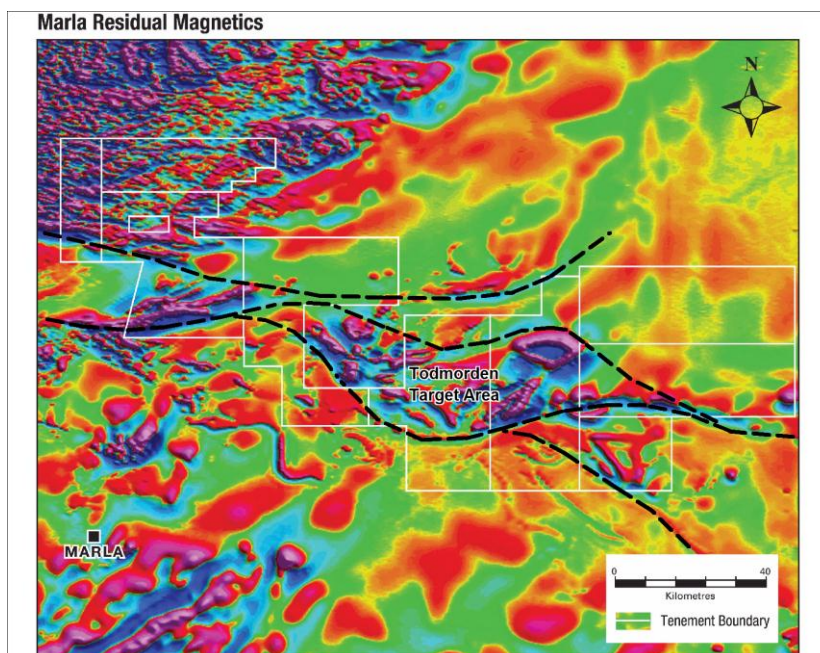 Marla Residual Magnetics
N
Todmorden
Target Area
MARLA
0 40
Kilometres
Tenement Boundary